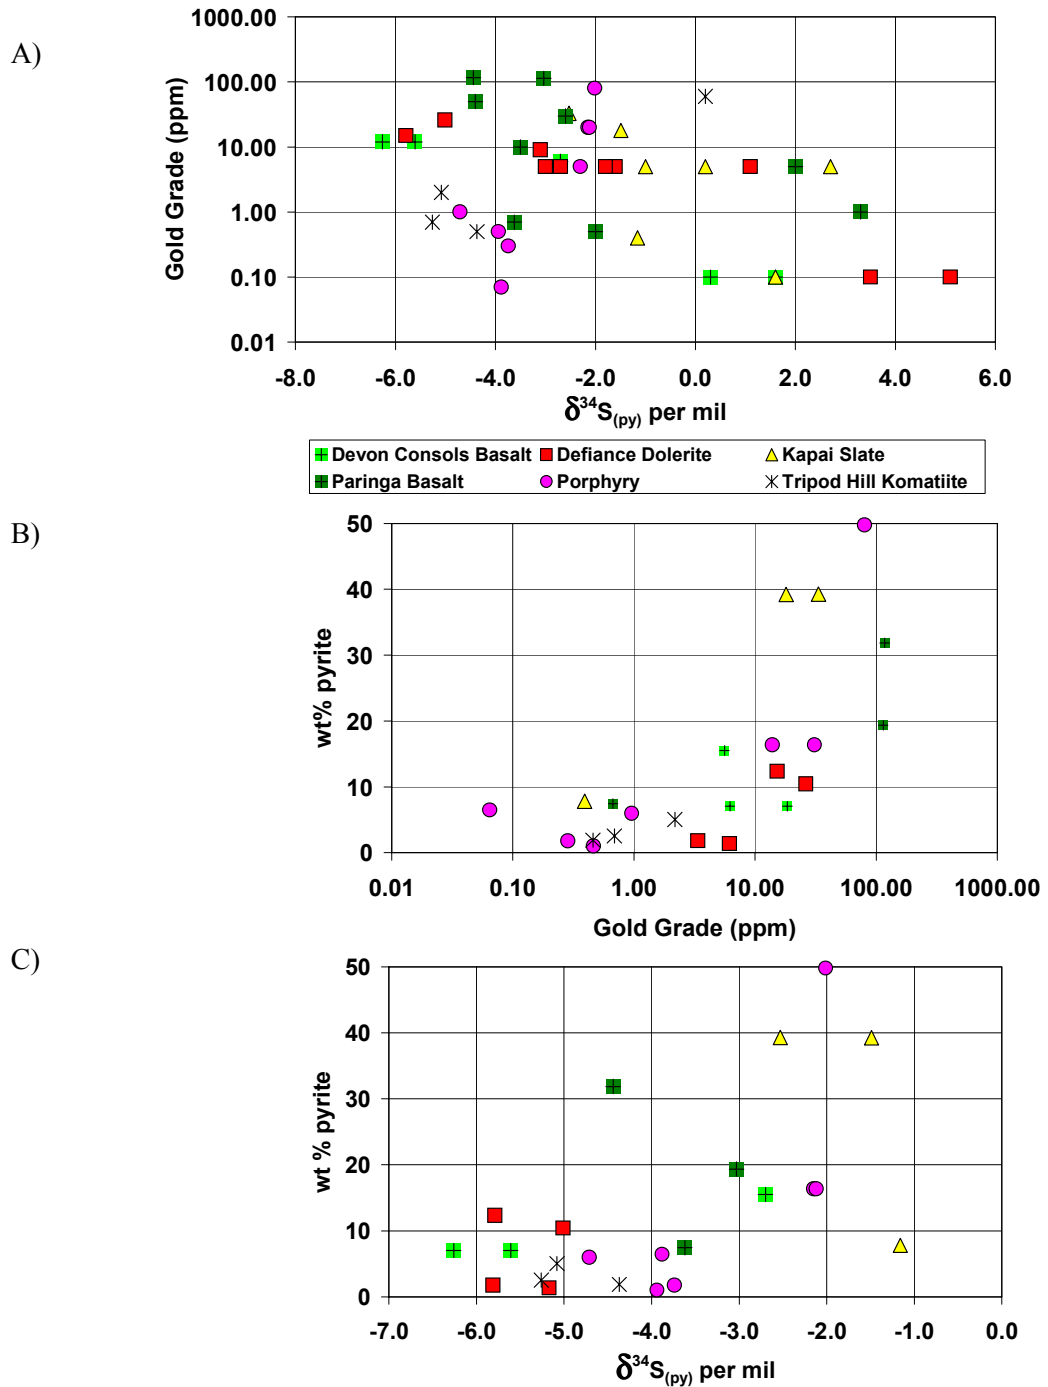 A)
Gold Grade (ppm)
1000.00
100.00
10.00
1.00
0.10
0.01
-8.0 -6.0 -4.0 -2.0 0.0 2.0 4.0 6.0
δ34S(py) per mil
Devon Consols Basalt Defiance Dolerite Kapai Slate
Paringa Basalt Porphyry Tripod Hill Komatiite
B)
wt% pyrite
50
40
30
20
10
0
0.01 0.10 1.00 10.00 100.00 1000.00
Gold Grade (ppm)
C)
wt % pyrite
50
40
30
20
10
0
-7.0 -6.0 -5.0 -4.0 -3.0 -2.0 -1.0 0.0
δ34S(py) per mil